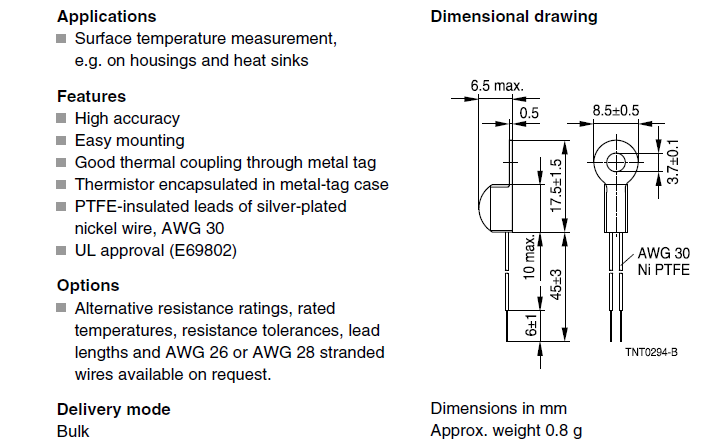 Applications
Surface temperature measurement,
e.g. on housings and heat sinks
Features
High accuracy
Easy mounting
Good thermal coupling through metal tag
Thermistor encapsulated in metal-tag case
PTFE-insulated leads of silver-plated
nickel wire, AWG 30
UL approval (E69802)
Options
Alternative resistance ratings, rated
temperatures, resistance tolerances, lead
lengths and AWG 26 or AWG 28 stranded
wires available on request.
Delivery mode
Bulk
Dimensional drawing
6.5 max.
0.5
8.5±0.5
3.7±0.1
17.5±1.5
10 max.
45±3
6±1
AWG 30
Ni PTFE
TNT0294-B
Dimensions in mm
Approx. weight 0.8 g